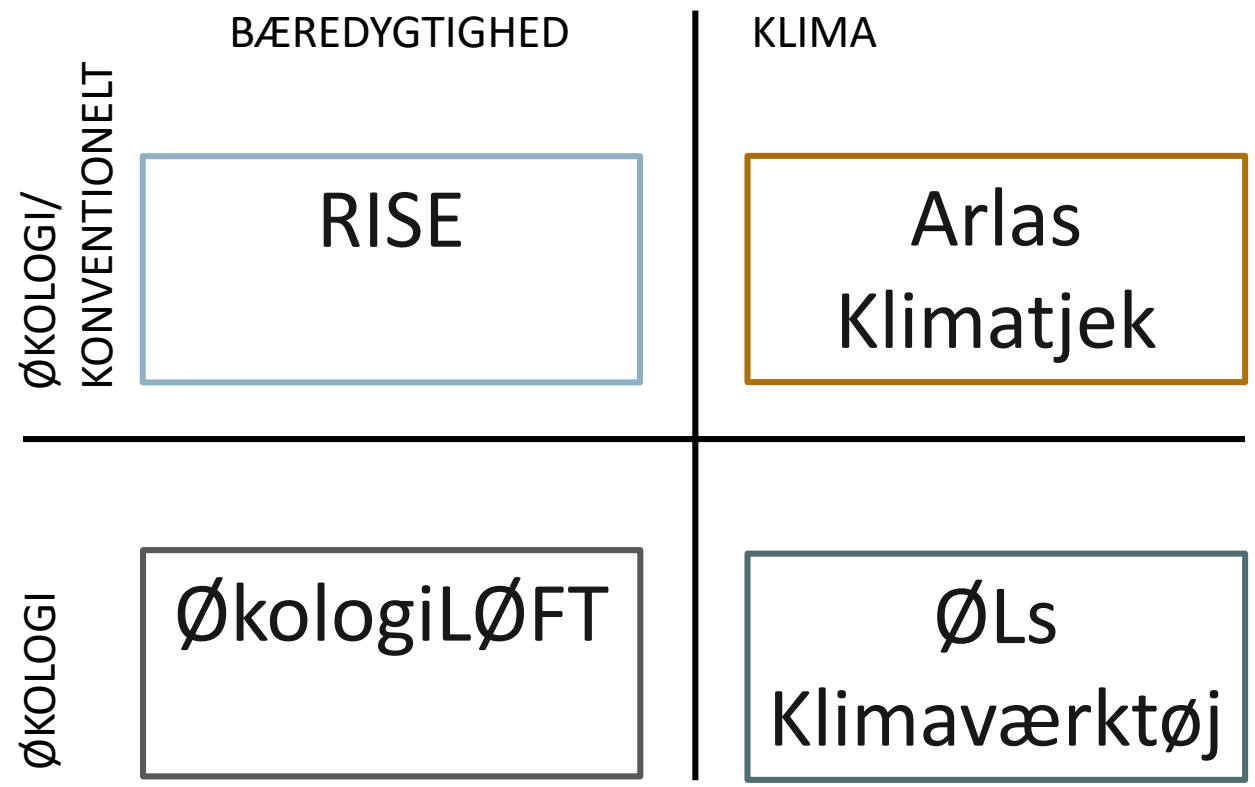 BÆREDYGTIGHED
KLIMA
ØKOLOGI/
KONVENTIONELT
RISE
Arlas
Klimatjek
ØKOLOGI
ØkologiLØFT
ØLs
Klimaværktøj